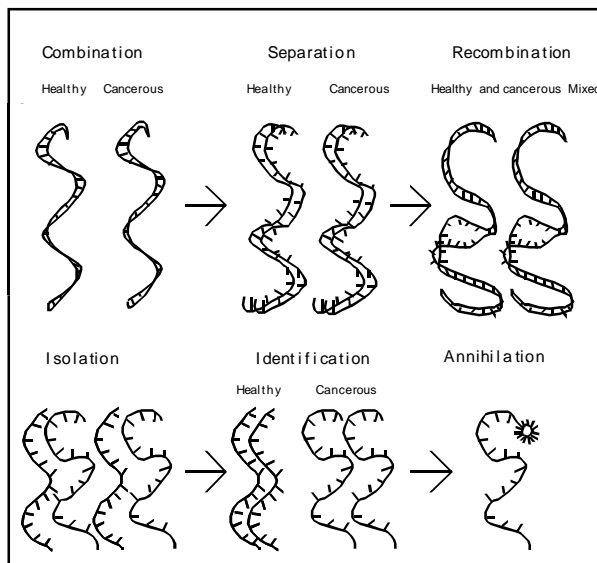 Combination Separation Recombination
Healthy Cancerous Healthy Cancerous Healthy and cancerous Mixed
Isolation Identification Annihilation
Healthy Cancerous